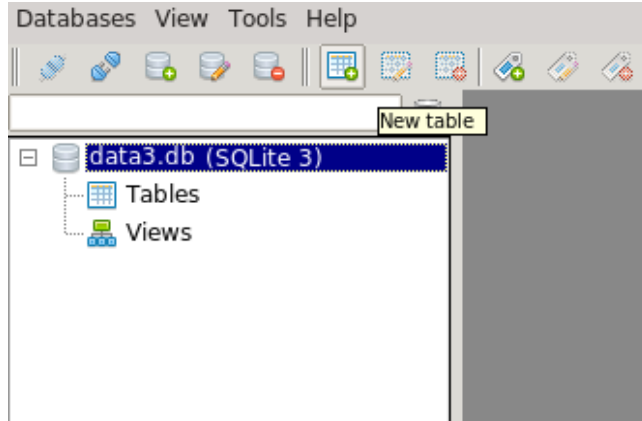 Databases View Tools Help
New table
data3.db (SQLite 3)
Tables
Views